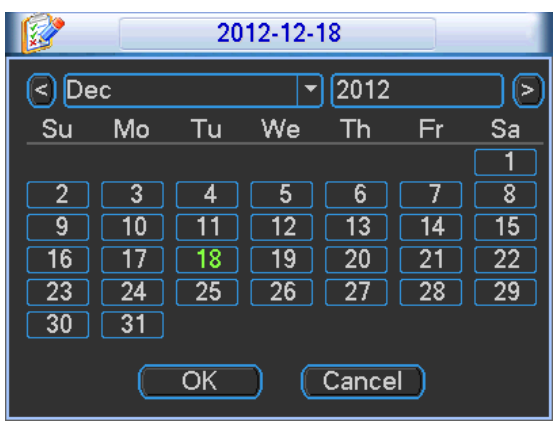 2012-12-18
< Dec 2012 >
Su Mo Tu We Th Fr Sa
1
2 3 4 5 6 7 8
9 10 11 12 13 14 15
16 17 18 19 20 21 22
23 24 25 26 27 28 29
30 31
OK Cancel